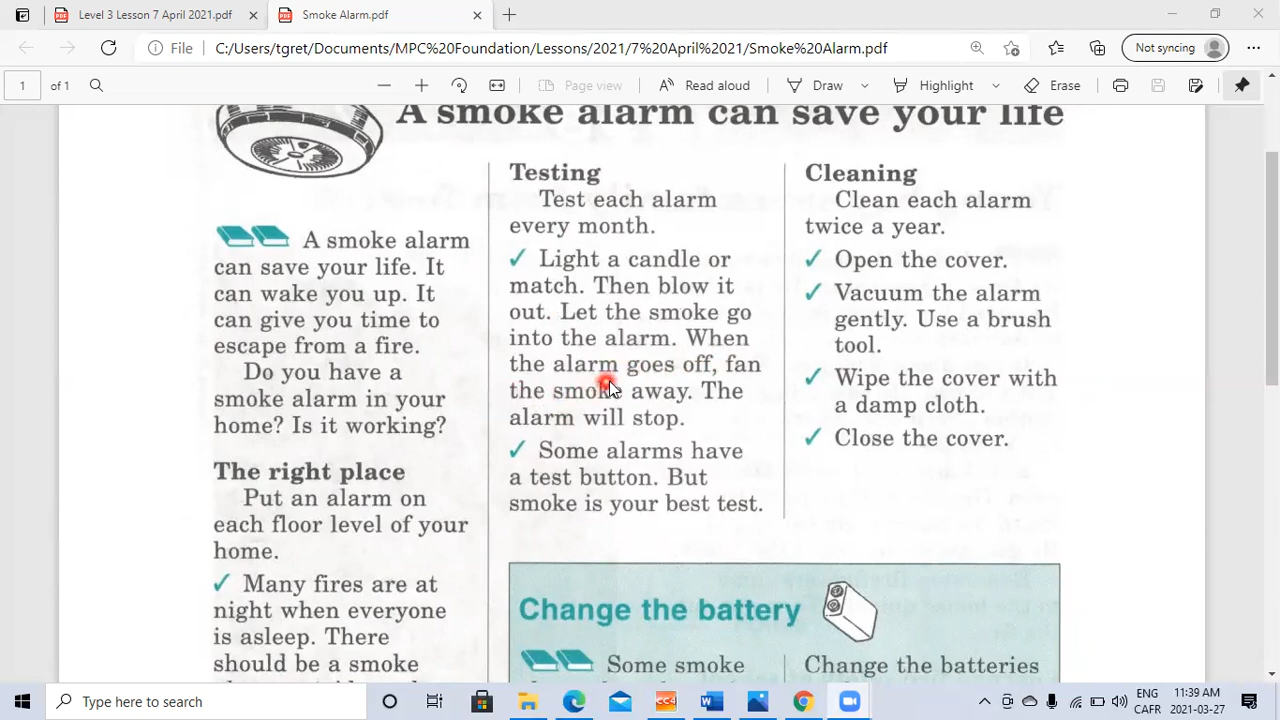 Level 3 Lesson 7 April 2021.pdf
Smoke Alarm.pdf
File
C:/Users/tgret/Documents/MPC%20Foundation/Lessons/2021/7%20April%2021/Smoke%20Alarm.pdf
Not syncing
1 of 1
Page view
Read aloud
Draw
Highlight
Erase
A smoke alarm can save your life
A smoke alarm
can save your life. It
can wake you up. It
can give you time to
escape from a fire.
Do you have a
smoke alarm in your
home? Is it working?
The right place
Put an alarm on
each floor level of your
home.
✓ Many fires are at
night when everyone
is asleep. There
should be a smoke
Testing
Test each alarm
every month.
✓ Light a candle or
match. Then blow it
out. Let the smoke go
into the alarm. When
the alarm goes off, fan
the smoke away. The
alarm will stop.
✓ Some alarms have
a test button. But
smoke is your best test.
Cleaning
Clean each alarm
twice a year.
✓ Open the cover.
✓ Vacuum the alarm
gently. Use a brush
tool.
✓ Wipe the cover with
a damp cloth.
✓ Close the cover.
Change the battery
Some smoke
Change the batteries
Type here to search
CC4
ENG
CAFR
11:39 AM
2021-03-27